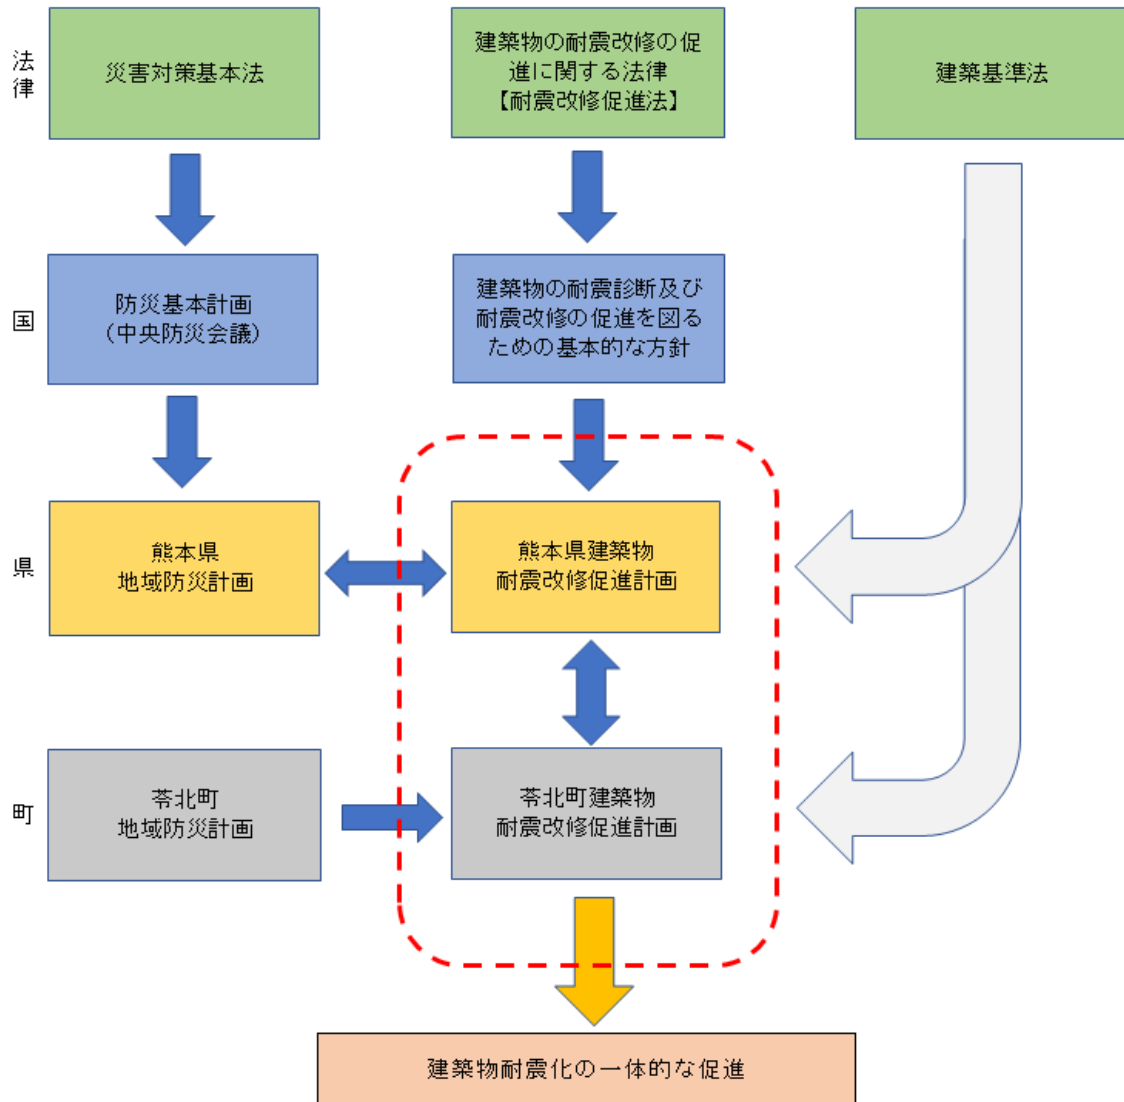 法律
災害対策基本法
建築物の耐震改修の促
進に関する法律
【耐震改修促進法】
建築基準法
国
防災基本計画
（中央防災会議）
建築物の耐震診断及び
耐震改修の促進を図る
ための基本的な方針
県
熊本県
地域防災計画
熊本県建築物
耐震改修促進計画
町
苓北町
地域防災計画
苓北町建築物
耐震改修促進計画
建築物耐震化の一体的な促進